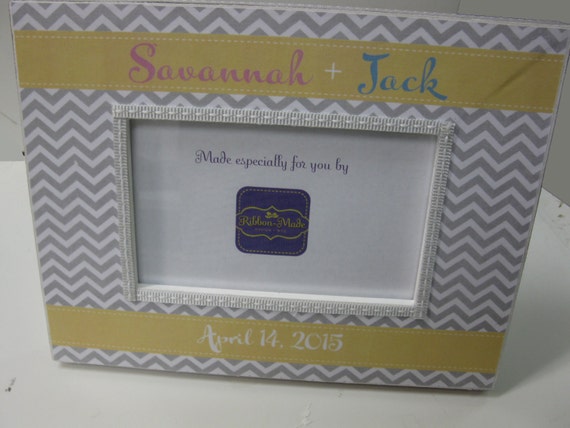 Savannah + Jack
Made especially for you by
Ribbon-Made
April 14, 2015